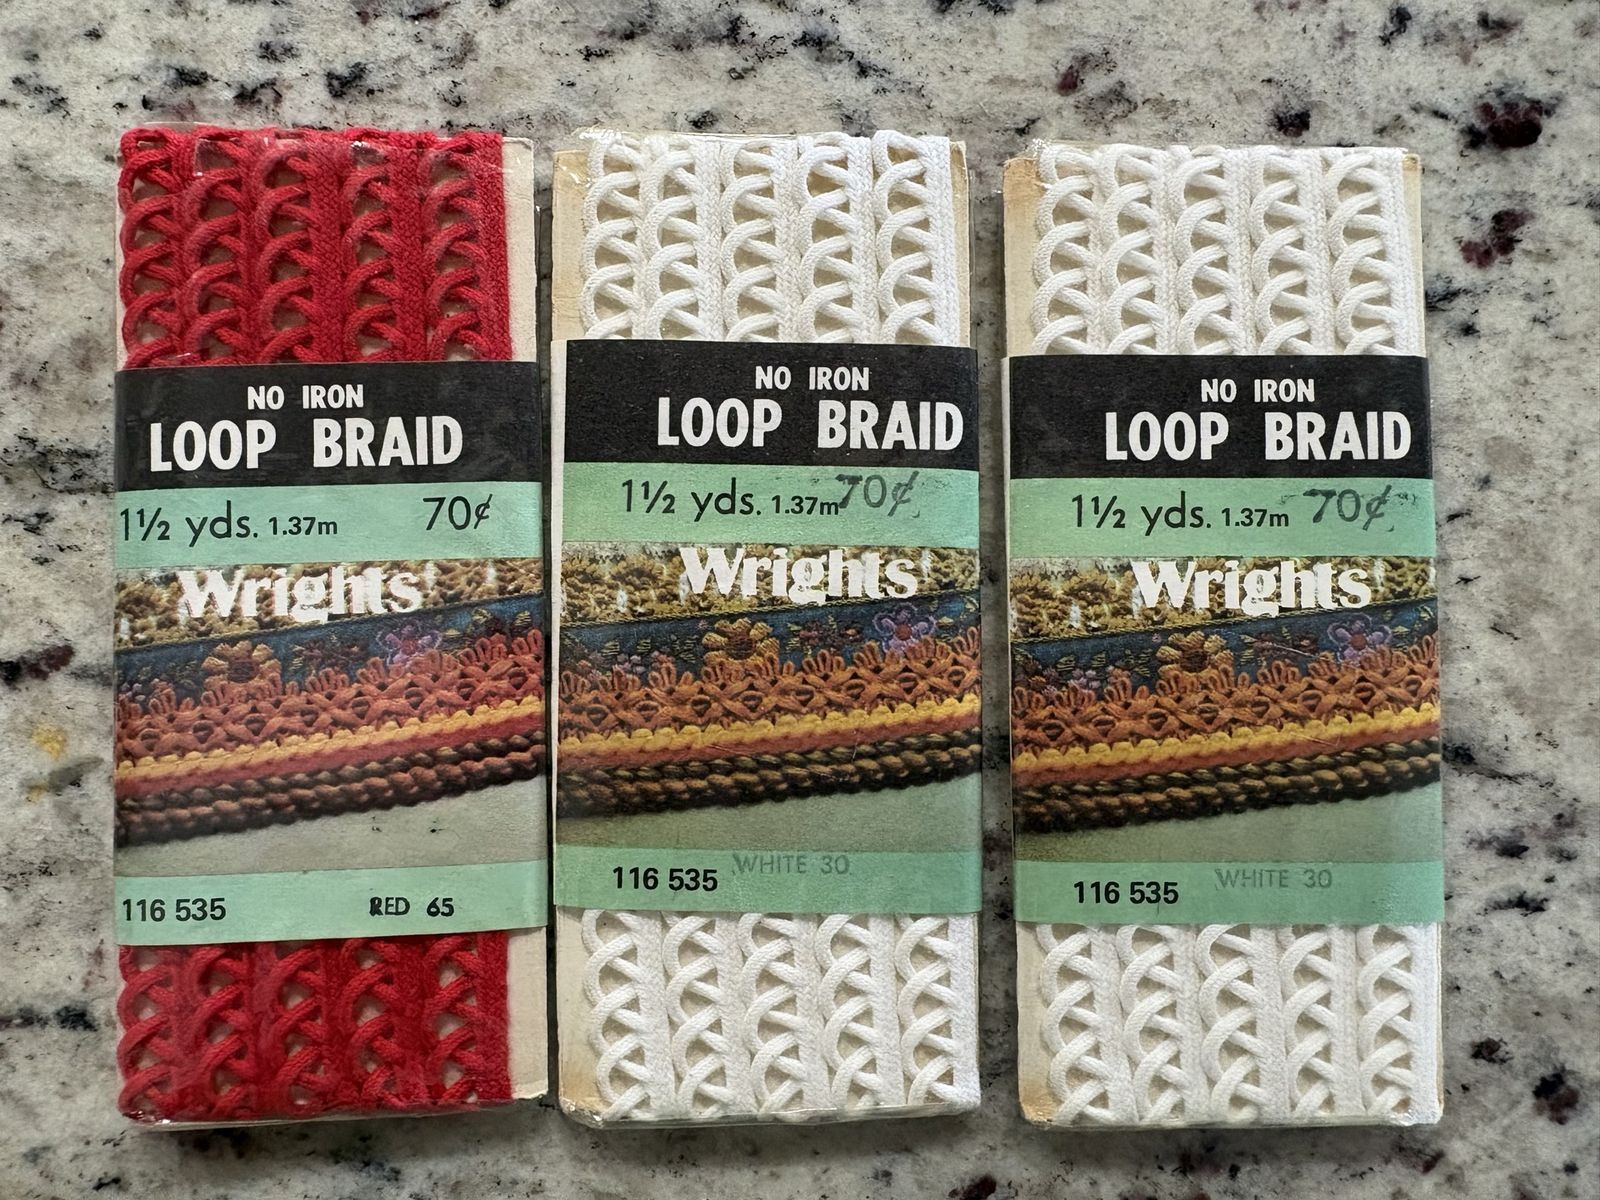 NO IRON
LOOP BRAID
1½ yds. 1.37m 70¢
Wrights
116 535 RED 65
NO IRON
LOOP BRAID
1½ yds. 1.37m 70¢
Wrights
116 535 WHITE 30
NO IRON
LOOP BRAID
1½ yds. 1.37m 70¢
Wrights
116 535 WHITE 30